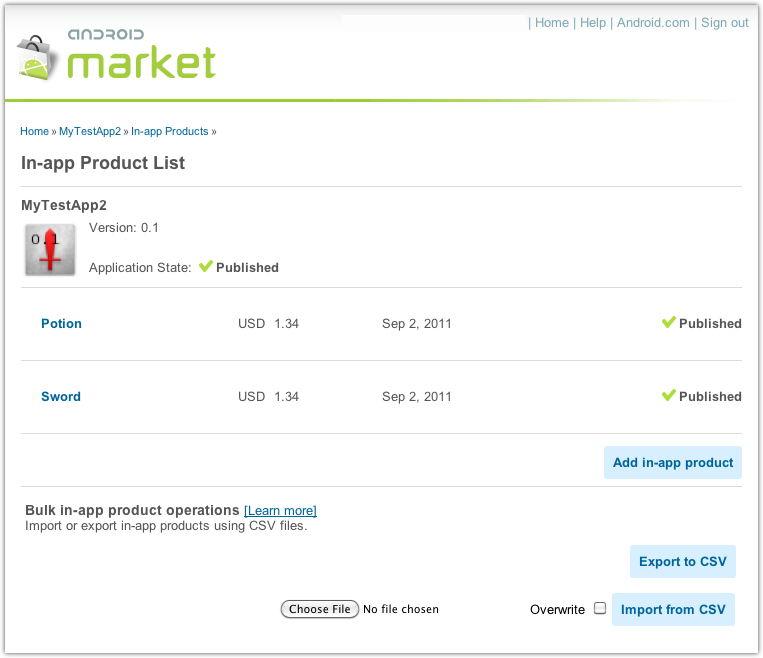 | Home | Help | Android.com | Sign out
ANDROID
market
Home » MyTestApp2 » In-app Products »
In-app Product List
MyTestApp2
0.1
Version: 0.1
Application State: Published
Potion USD 1.34 Sep 2, 2011 Published
Sword USD 1.34 Sep 2, 2011 Published
Add in-app product
Bulk in-app product operations [Learn more]
Import or export in-app products using CSV files.
Export to CSV
Choose File No file chosen Overwrite Import from CSV